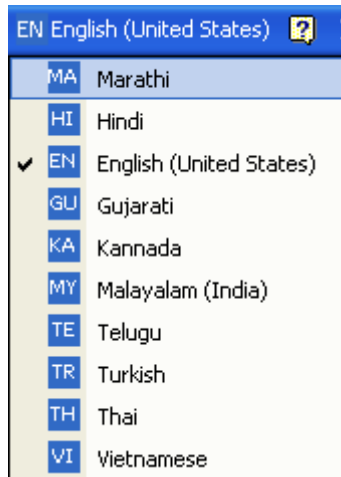 EN English (United States) ?
MA Marathi
HI Hindi
EN English (United States)
GU Gujarati
KA Kannada
MY Malayalam (India)
TE Telugu
TR Turkish
TH Thai
VI Vietnamese